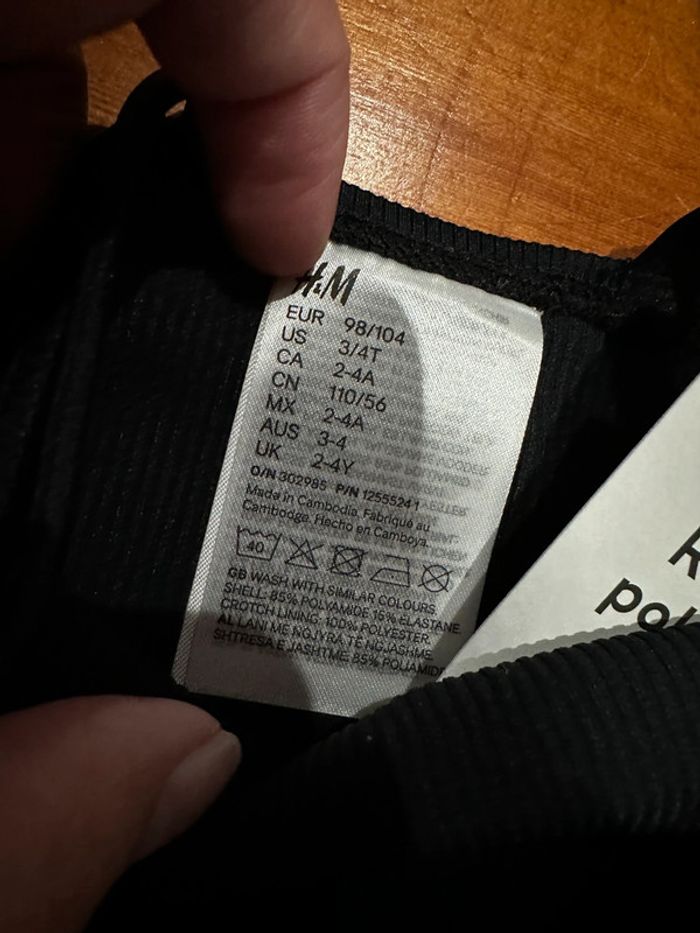 H&M
EUR 98/104
US 3/4T
CA 2-4A
CN 110/56
MX 2-4A
AUS 3-4
UK 2-4Y
O/N 302985 P/N 1255524 1
Made in Cambodia, Fabriqué au
Cambodge, Hecho en Camboya
40
GB WASH WITH SIMILAR COLOURS.
SHELL: 85% POLYAMIDE 15% ELASTANE.
CROTCH LINING: 100% POLYESTER.
AL LANI ME NGJYRA TË NGJASHME.
SHTRESA E JASHTME: 85% POLIAMID